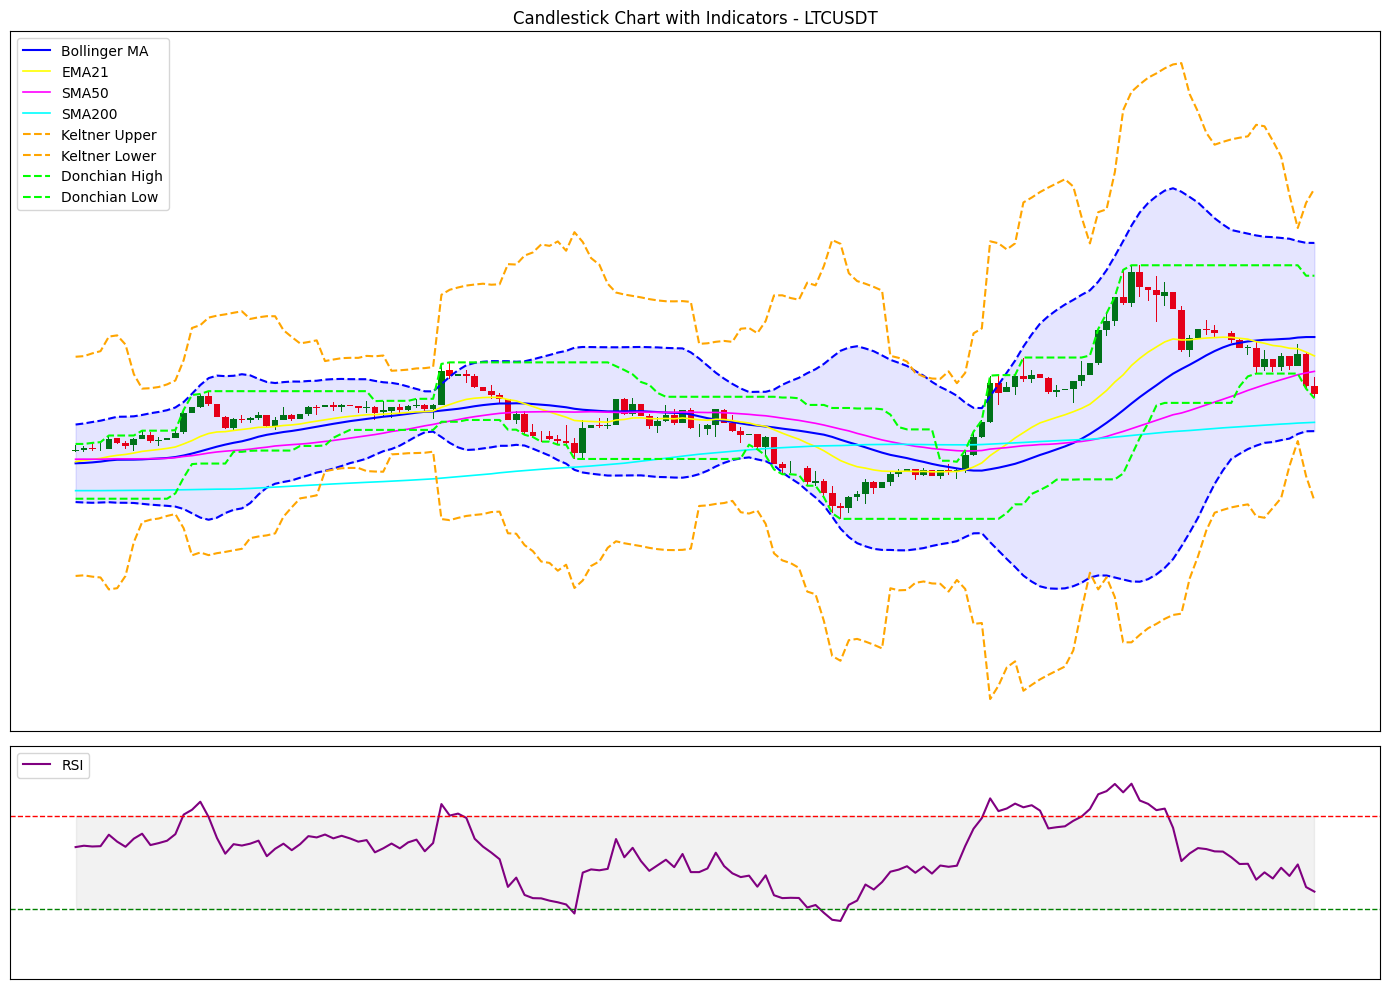 Candlestick Chart with Indicators - LTCUSDT
Bollinger MA
EMA21
SMA50
SMA200
Keltner Upper
Keltner Lower
Donchian High
Donchian Low
RSI